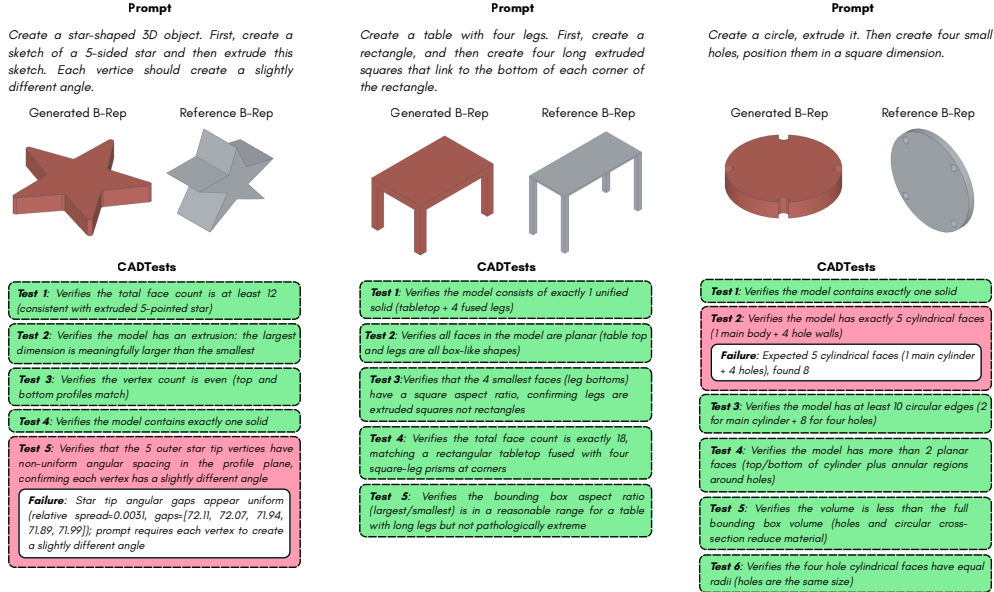 Prompt
Create a star-shaped 3D object. First, create a
sketch of a 5-sided star and then extrude this
sketch. Each vertice should create a slightly
different angle.
Generated B-Rep
Reference B-Rep
CADTests
Test 1: Verifies the total face count is at least 12
(consistent with extruded 5-pointed star)
Test 2: Verifies the model has an extrusion: the largest
dimension is meaningfully larger than the smallest
Test 3: Verifies the vertex count is even (top and
bottom profiles match)
Test 4: Verifies the model contains exactly one solid
Test 5: Verifies that the 5 outer star tip vertices have
non-uniform angular spacing in the profile plane,
confirming each vertex has a slightly different angle
Failure: Star tip angular gaps appear uniform
(relative spread=0.0031, gaps=[72.11, 72.07, 71.94,
71.89, 71.99]); prompt requires each vertex to create
a slightly different angle
Prompt
Create a table with four legs. First, create a
rectangle, and then create four long extruded
squares that link to the bottom of each corner of
the rectangle.
Generated B-Rep
Reference B-Rep
CADTests
Test 1: Verifies the model consists of exactly 1 unified
solid (tabletop + 4 fused legs)
Test 2: Verifies all faces in the model are planar (table top
and legs are all box-like shapes)
Test 3:Verifies that the 4 smallest faces (leg bottoms)
have a square aspect ratio, confirming legs are
extruded squares not rectangles
Test 4: Verifies the total face count is exactly 18,
matching a rectangular tabletop fused with four
square-leg prisms at corners
Test 5: Verifies the bounding box aspect ratio
(largest/smallest) is in a reasonable range for a table
with long legs but not pathologically extreme
Prompt
Create a circle, extrude it. Then create four small
holes, position them in a square dimension.
Generated B-Rep
Reference B-Rep
CADTests
Test 1: Verifies the model contains exactly one solid
Test 2: Verifies the model has exactly 5 cylindrical faces
(1 main body + 4 hole walls)
Failure: Expected 5 cylindrical faces (1 main cylinder
+ 4 holes), found 8
Test 3: Verifies the model has at least 10 circular edges (2
for main cylinder + 8 for four holes)
Test 4: Verifies the model has more than 2 planar
faces (top/bottom of cylinder plus annular regions
around holes)
Test 5: Verifies the volume is less than the full
bounding box volume (holes and circular cross-
section reduce material)
Test 6: Verifies the four hole cylindrical faces have equal
radii (holes are the same size)